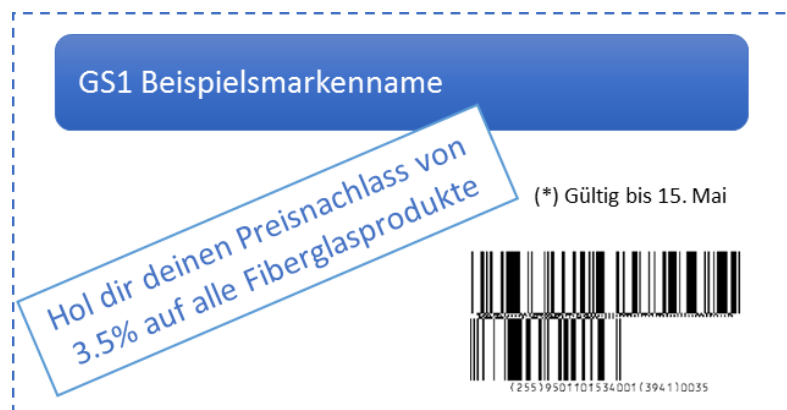 GS1 Beispielsmarkenname
Hol dir deinen Preisnachlass von
3.5% auf alle Fiberglasprodukte
(*) Gültig bis 15. Mai
(255)9501101534001(3941)0035